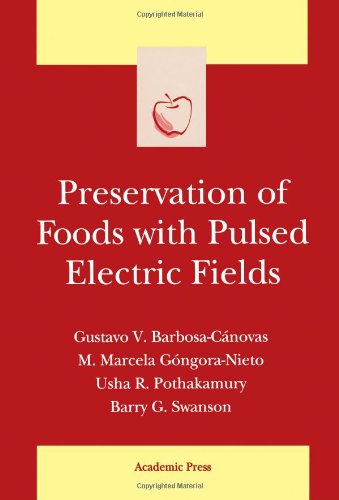 Copyrighted Material
Preservation of
Foods with Pulsed
Electric Fields
Gustavo V. Barbosa-Cánovas
M. Marcela Góngora-Nieto
Usha R. Pothakamury
Barry G. Swanson
Academic Press
Copyrighted Material